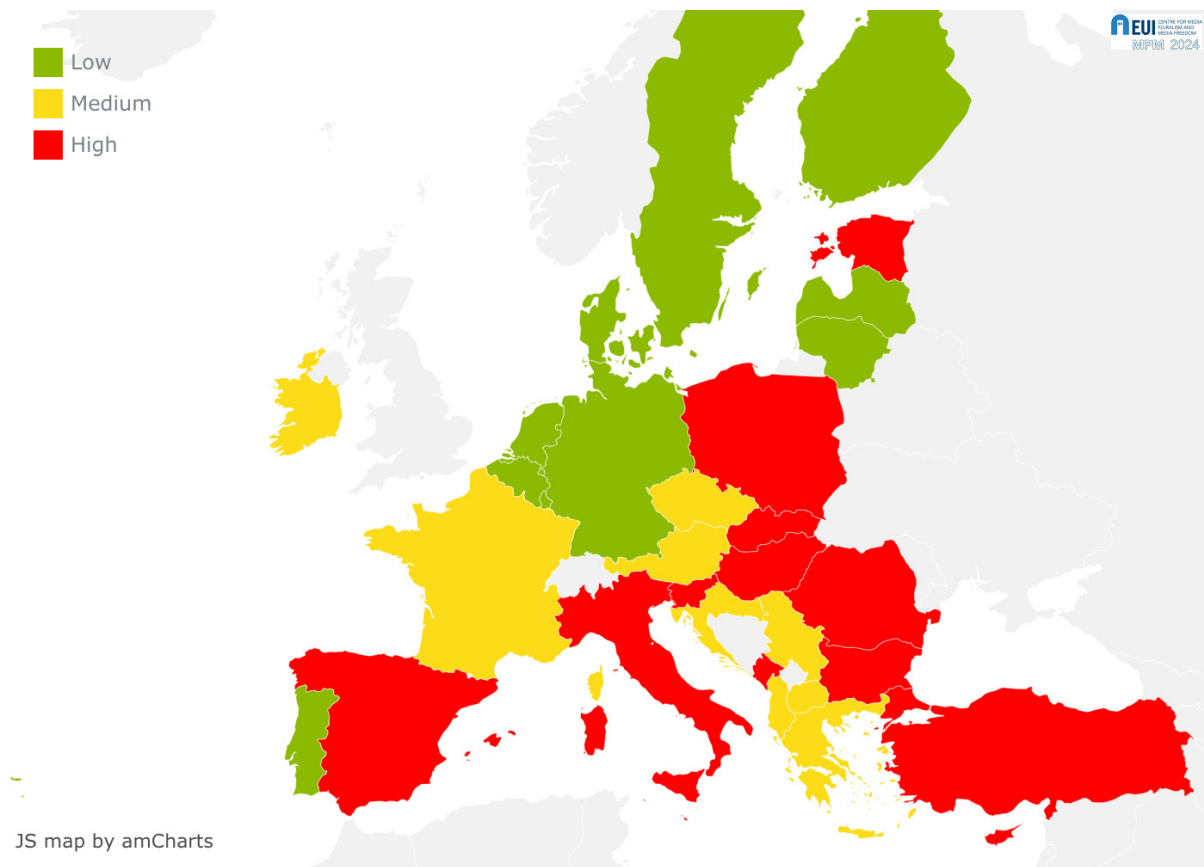 Low
Medium
High
EUI
CENTRE FOR MEDIA
PLURALISM AND
MEDIA FREEDOM
MPM 2024
JS map by amCharts